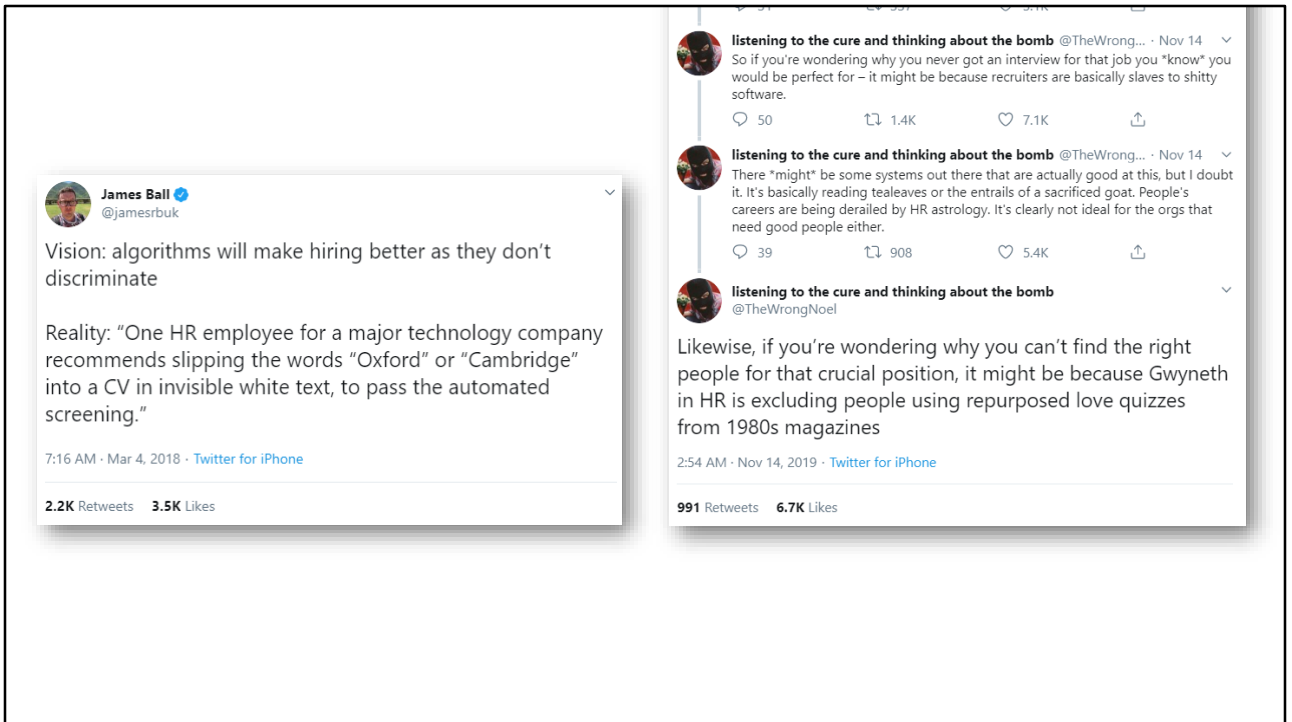 James Ball
@jamesrbuk
Vision: algorithms will make hiring better as they don't
discriminate
Reality: “One HR employee for a major technology company
recommends slipping the words “Oxford” or “Cambridge”
into a CV in invisible white text, to pass the automated
screening.”
7:16 AM · Mar 4, 2018 · Twitter for iPhone
2.2K Retweets 3.5K Likes
listening to the cure and thinking about the bomb @TheWrong... · Nov 14
So if you're wondering why you never got an interview for that job you *know* you
would be perfect for – it might be because recruiters are basically slaves to shitty
software.
50 1.4K 7.1K
listening to the cure and thinking about the bomb @TheWrong... · Nov 14
There *might* be some systems out there that are actually good at this, but I doubt
it. It's basically reading tealeaves or the entrails of a sacrificed goat. People's
careers are being derailed by HR astrology. It's clearly not ideal for the orgs that
need good people either.
39 908 5.4K
listening to the cure and thinking about the bomb
@TheWrongNoel
Likewise, if you're wondering why you can't find the right
people for that crucial position, it might be because Gwyneth
in HR is excluding people using repurposed love quizzes
from 1980s magazines
2:54 AM · Nov 14, 2019 · Twitter for iPhone
991 Retweets 6.7K Likes